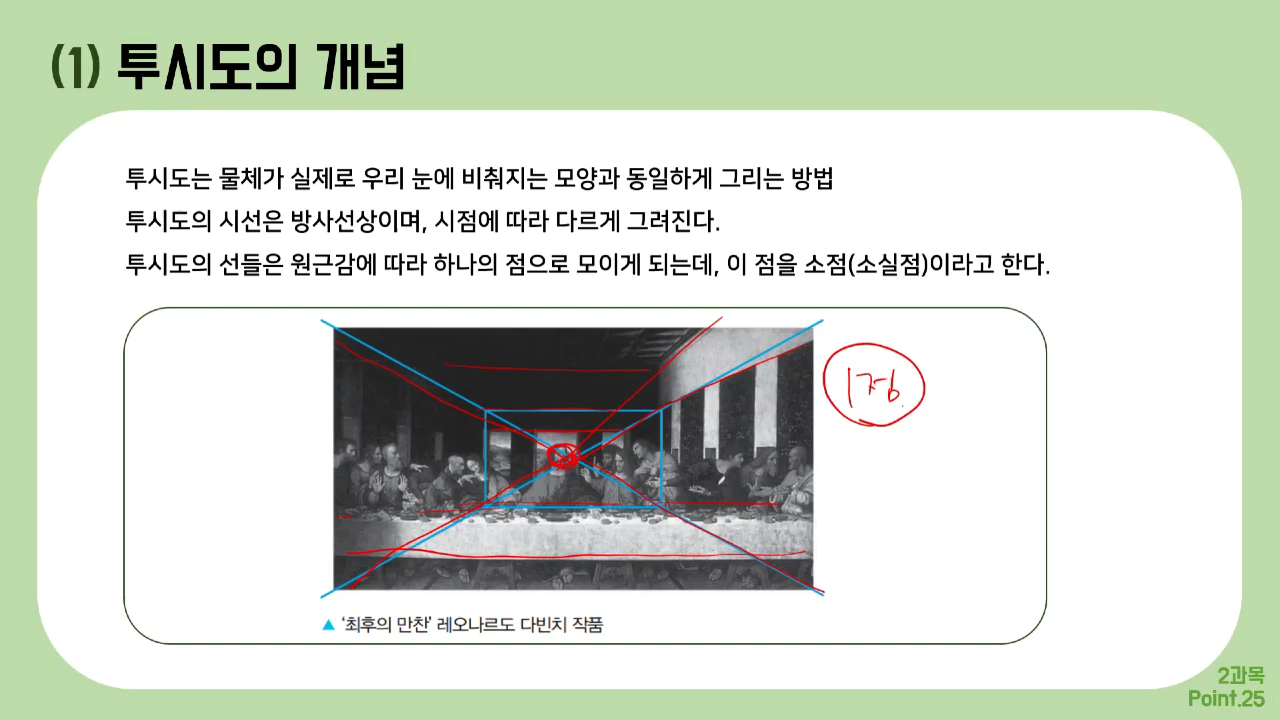 (1) 투시도의 개념
투시도는 물체가 실제로 우리 눈에 비춰지는 모양과 동일하게 그리는 방법
투시도의 시선은 방사선상이며, 시점에 따라 다르게 그려진다.
투시도의 선들은 원근감에 따라 하나의 점으로 모이게 되는데, 이 점을 소점(소실점)이라고 한다.
1점
▲ ‘최후의 만찬’ 레오나르도 다빈치 작품
2과목
Point.25